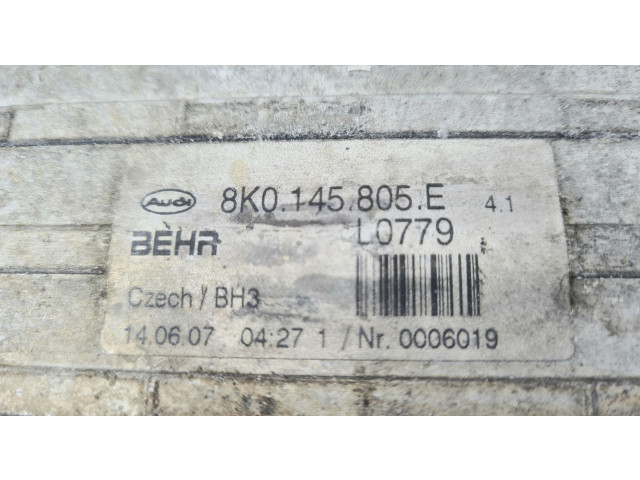 Audi 8K0.145.805.E 4.1
BEHR L0779
Czech / BH3
14.06.07 04:27 1 / Nr. 0006019